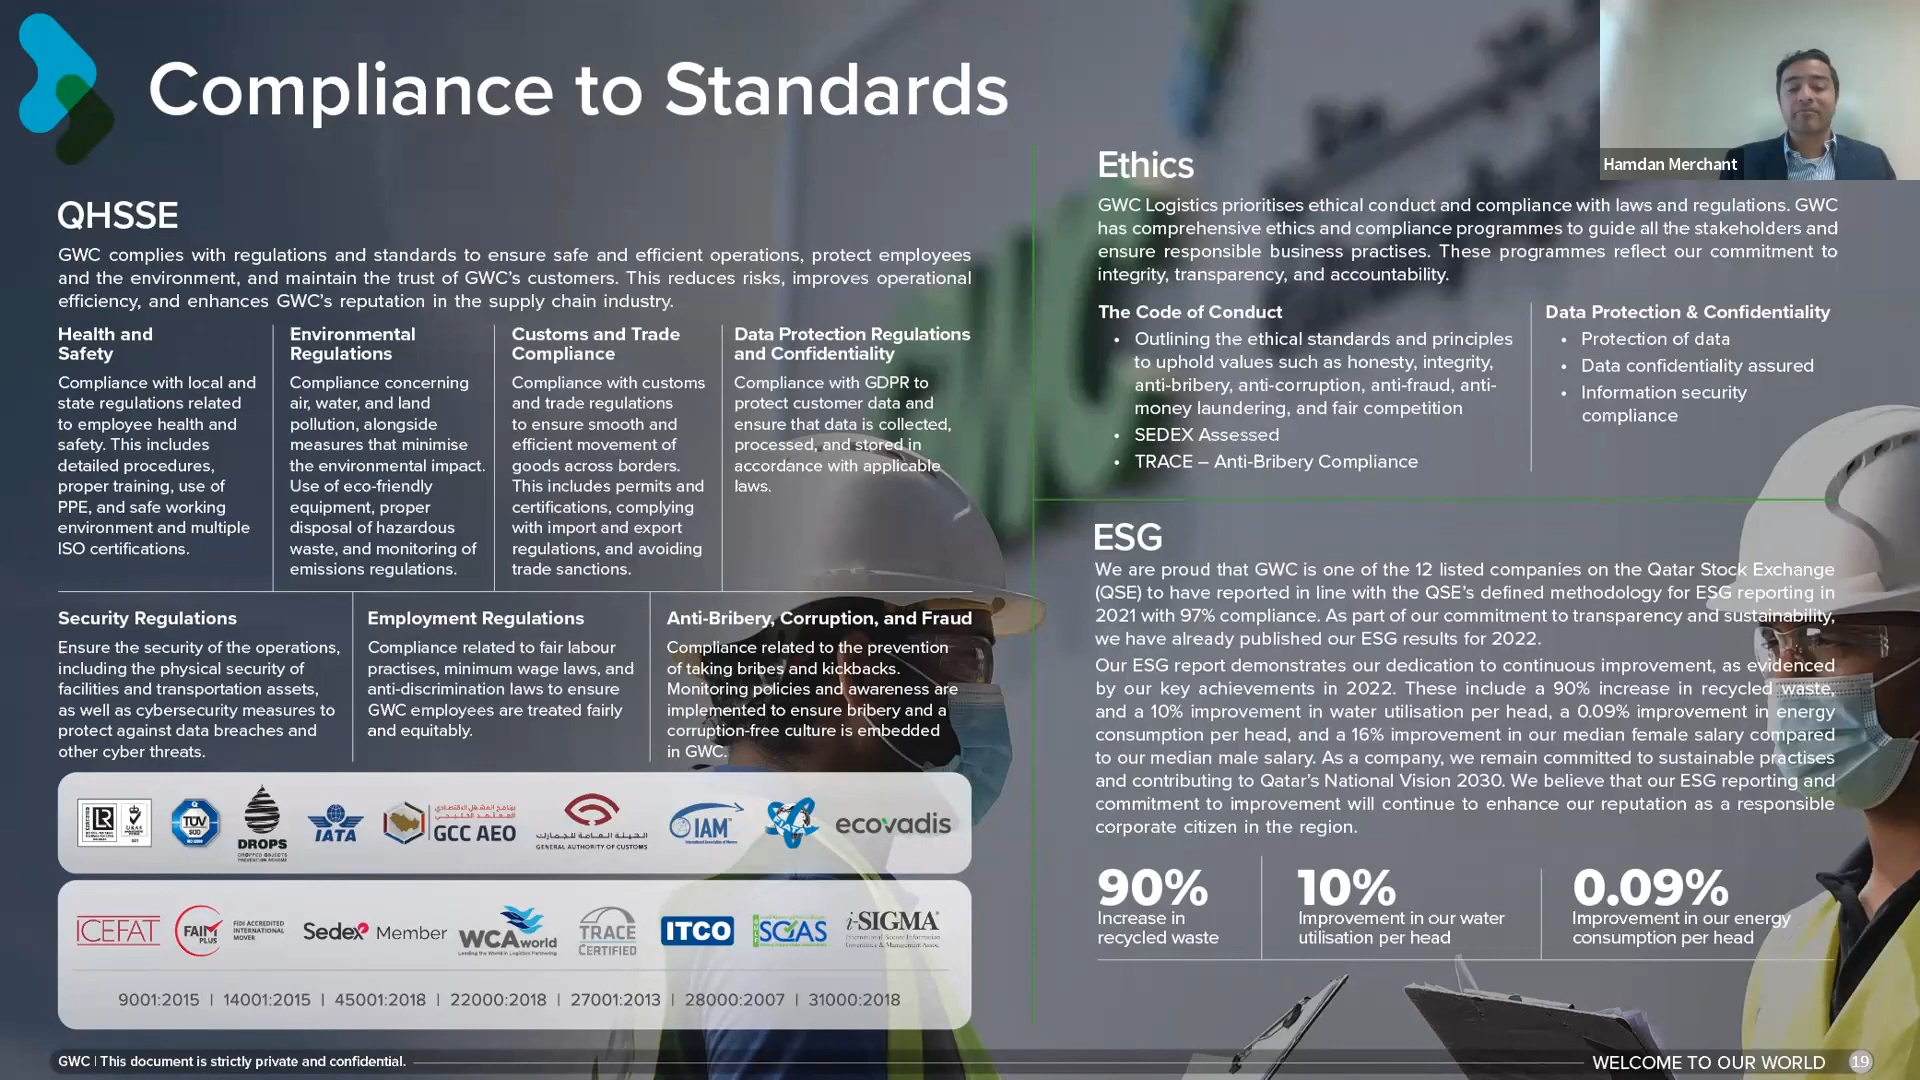 Compliance to Standards
Hamdan Merchant
QHSSE
GWC complies with regulations and standards to ensure safe and efficient operations, protect employees
and the environment, and maintain the trust of GWC's customers. This reduces risks, improves operational
efficiency, and enhances GWC's reputation in the supply chain industry.
Health and
Safety
Compliance with local and
state regulations related
to employee health and
safety. This includes
detailed procedures,
proper training, use of
PPE, and safe working
environment and multiple
ISO certifications.
Environmental
Regulations
Compliance concerning
air, water, and land
pollution, alongside
measures that minimise
the environmental impact.
Use of eco-friendly
equipment, proper
disposal of hazardous
waste, and monitoring of
emissions regulations.
Customs and Trade
Compliance
Compliance with customs
and trade regulations
to ensure smooth and
efficient movement of
goods across borders.
This includes permits and
certifications, complying
with import and export
regulations, and avoiding
trade sanctions.
Data Protection Regulations
and Confidentiality
Compliance with GDPR to
protect customer data and
ensure that data is collected,
processed, and stored in
accordance with applicable
laws.
Security Regulations
Ensure the security of the operations,
including the physical security of
facilities and transportation assets,
as well as cybersecurity measures to
protect against data breaches and
other cyber threats.
Employment Regulations
Compliance related to fair labour
practises, minimum wage laws, and
anti-discrimination laws to ensure
GWC employees are treated fairly
and equitably.
Anti-Bribery, Corruption, and Fraud
Compliance related to the prevention
of taking bribes and kickbacks.
Monitoring policies and awareness are
implemented to ensure bribery and a
corruption-free culture is embedded
in GWC.
LR
UKAS
TÜV
SÜD
DROPS
DROPPED OBJECTS
IATA
GCC AEO
الهيئة العامة للجمارك
GENERAL AUTHORITY OF CUSTOMS
IAM
ecovadis
ICEFAT
FAIM
PLUS
FIDI ACCREDITED
INTERNATIONAL
MOVER
Sedex Member
WCAworld
Leading the World in Logistics Partnering
TRACE
CERTIFIED
ITCO
SQAS
i-SIGMA
9001:2015 | 14001:2015 | 45001:2018 | 22000:2018 | 27001:2013 | 28000:2007 | 31000:2018
Ethics
GWC Logistics prioritises ethical conduct and compliance with laws and regulations. GWC
has comprehensive ethics and compliance programmes to guide all the stakeholders and
ensure responsible business practises. These programmes reflect our commitment to
integrity, transparency, and accountability.
The Code of Conduct
• Outlining the ethical standards and principles
to uphold values such as honesty, integrity,
anti-bribery, anti-corruption, anti-fraud, anti-
money laundering, and fair competition
• SEDEX Assessed
• TRACE – Anti-Bribery Compliance
Data Protection & Confidentiality
• Protection of data
• Data confidentiality assured
• Information security
compliance
ESG
We are proud that GWC is one of the 12 listed companies on the Qatar Stock Exchange
(QSE) to have reported in line with the QSE's defined methodology for ESG reporting in
2021 with 97% compliance. As part of our commitment to transparency and sustainability,
we have already published our ESG results for 2022.
Our ESG report demonstrates our dedication to continuous improvement, as evidenced
by our key achievements in 2022. These include a 90% increase in recycled waste,
and a 10% improvement in water utilisation per head, a 0.09% improvement in energy
consumption per head, and a 16% improvement in our median female salary compared
to our median male salary. As a company, we remain committed to sustainable practises
and contributing to Qatar's National Vision 2030. We believe that our ESG reporting and
commitment to improvement will continue to enhance our reputation as a responsible
corporate citizen in the region.
90%
Increase in
recycled waste
10%
Improvement in our water
utilisation per head
0.09%
Improvement in our energy
consumption per head
GWC | This document is strictly private and confidential.
WELCOME TO OUR WORLD 19